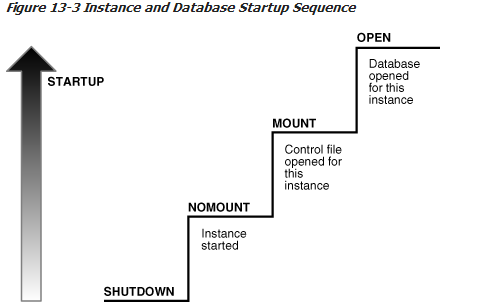 Figure 13-3 Instance and Database Startup Sequence
OPEN
Database
opened
for this
instance
STARTUP
MOUNT
Control file
opened for
this
instance
NOMOUNT
Instance
started
SHUTDOWN